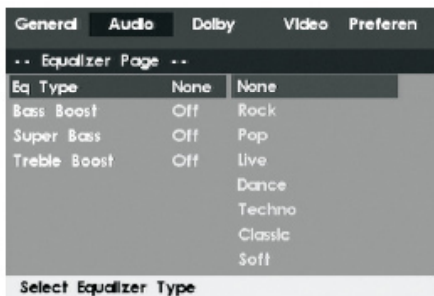 General Audio Dolby Video Preferen
-- Equalizer Page --
Eq Type None None
Bass Boost Off Rock
Super Bass Off Pop
Treble Boost Off Live
Dance
Techno
Classic
Soft
Select Equalizer Type